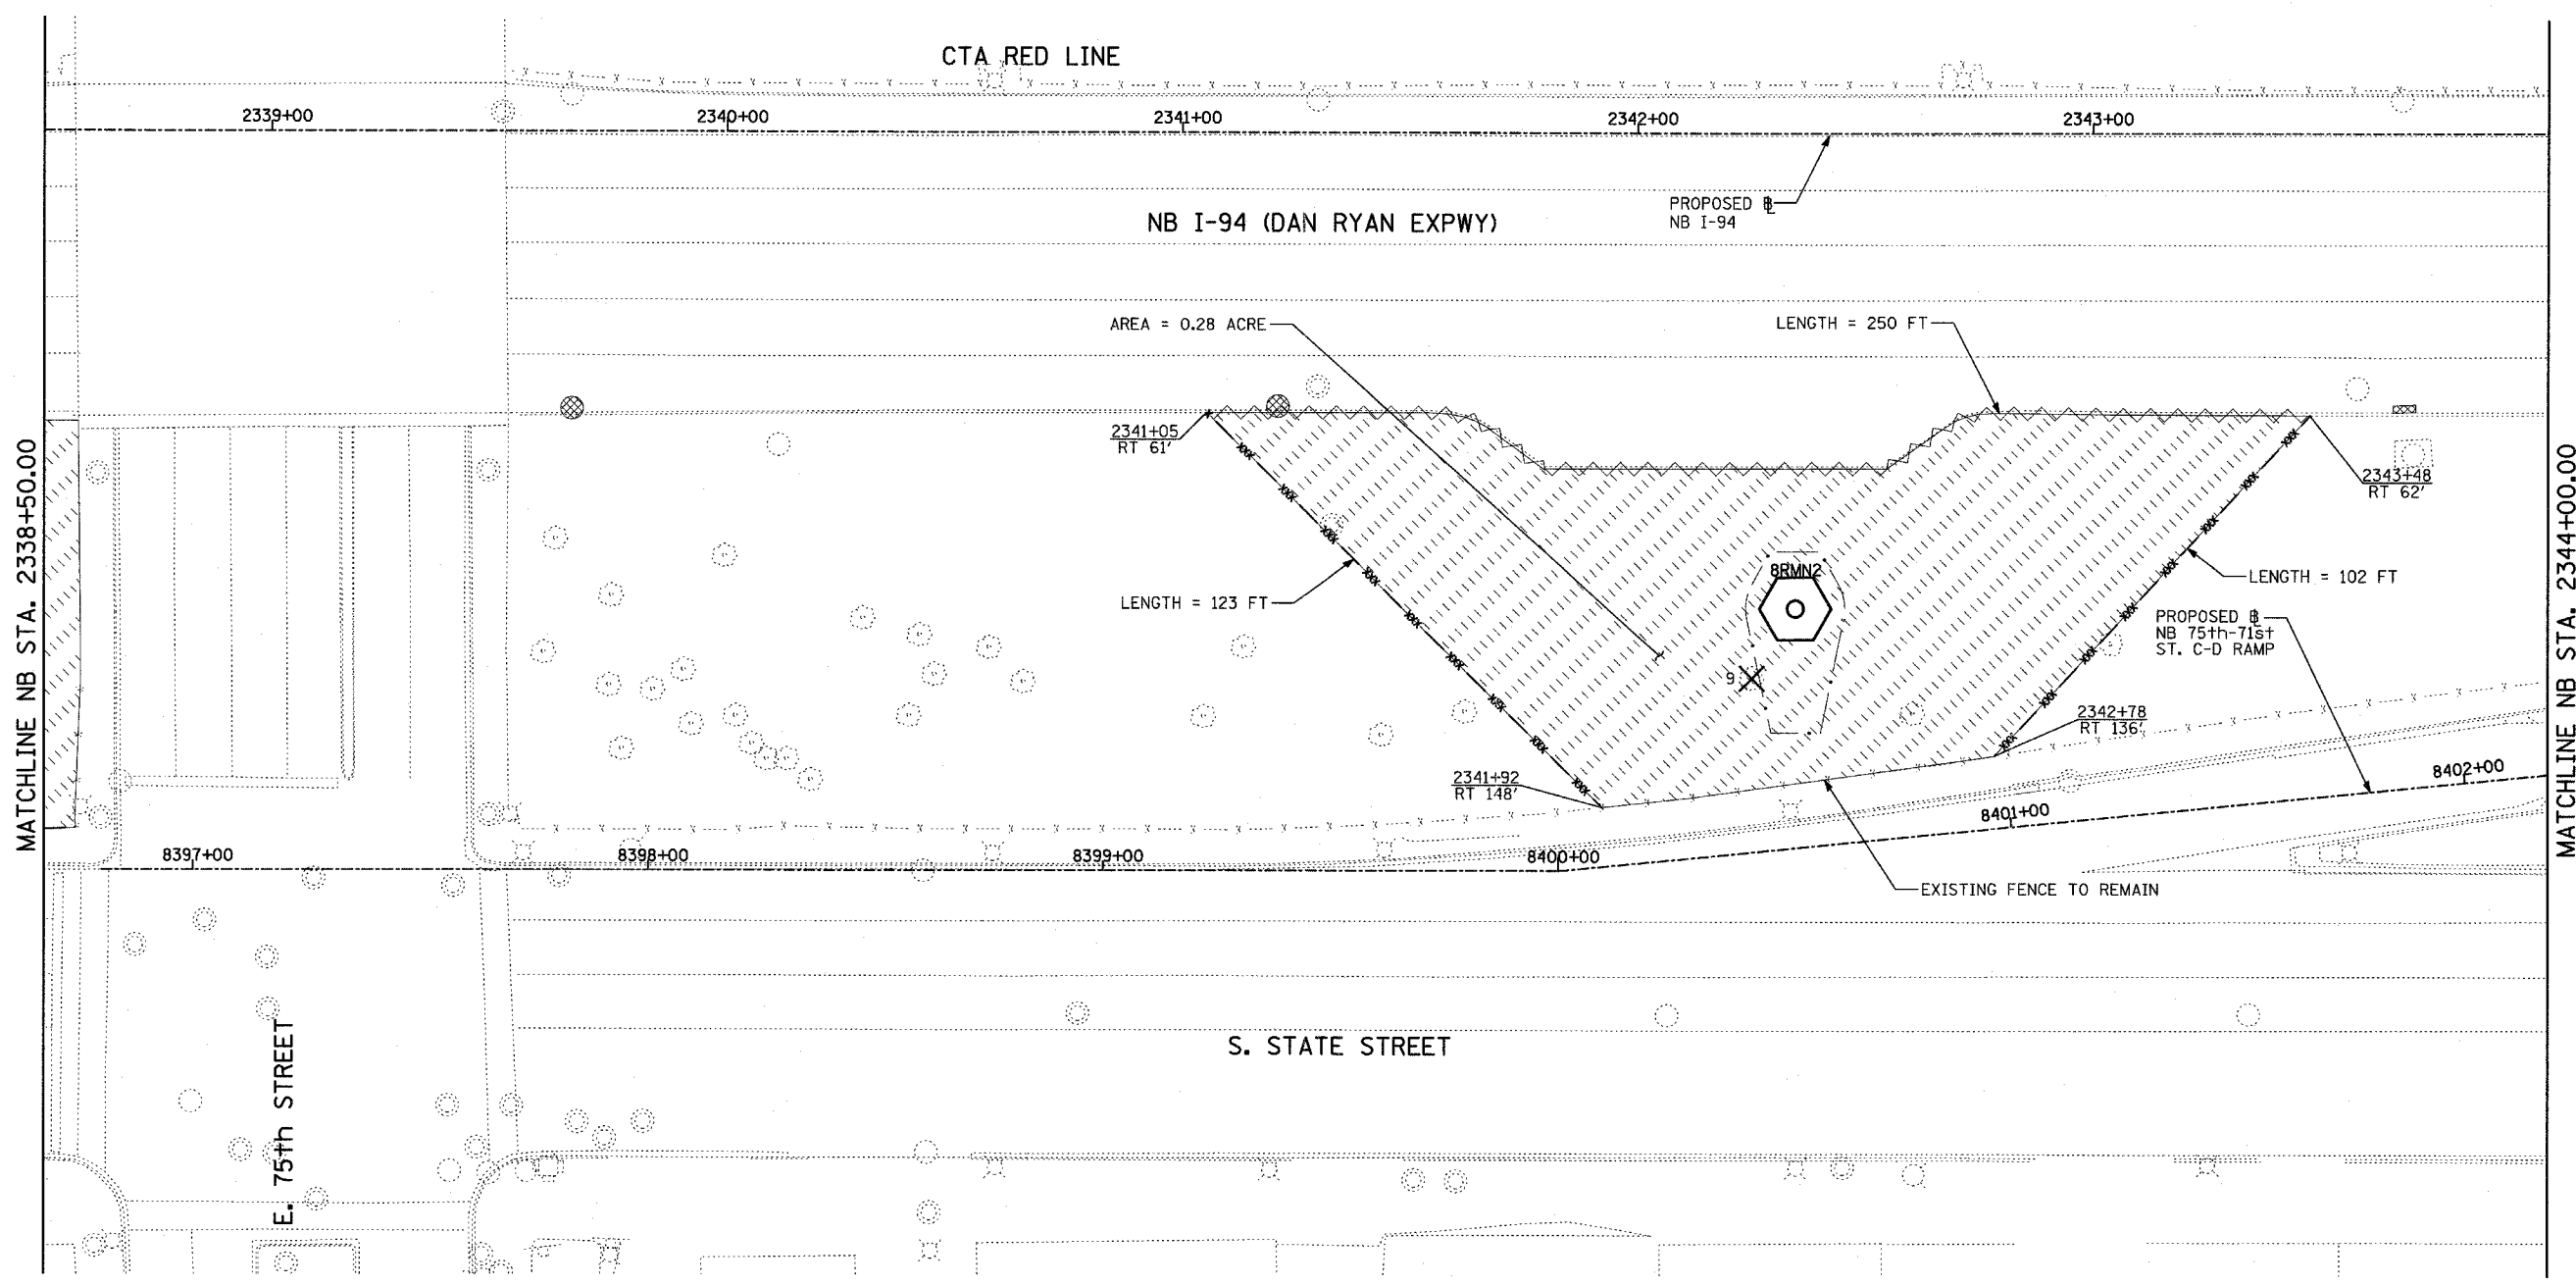 CTA RED LINE
2339+00
2340+00
2341+00
2342+00
2343+00
PROPOSED ⅊
NB I-94
NB I-94 (DAN RYAN EXPWY)
AREA = 0.28 ACRE
LENGTH = 250 FT
2341+05
RT 61'
2343+48
RT 62'
MATCHLINE NB STA. 2338+50.00
MATCHLINE NB STA. 2344+00.00
8RMN2
LENGTH = 123 FT
LENGTH = 102 FT
PROPOSED ⅊
NB 75th-71st
ST. C-D RAMP
9
2342+78
RT 136'
2341+92
RT 148'
8402+00
8401+00
8397+00
8398+00
8399+00
8400+00
EXISTING FENCE TO REMAIN
E. 75th STREET
S. STATE STREET